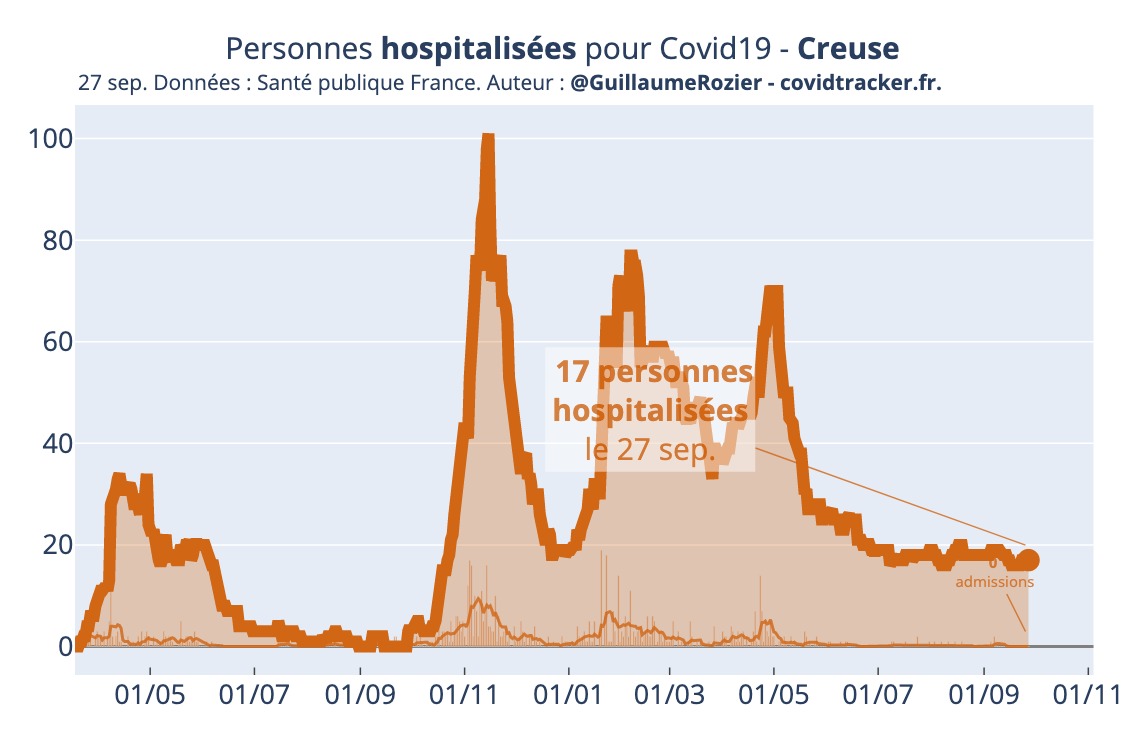 Personnes hospitalisées pour Covid19 - Creuse
27 sep. Données : Santé publique France. Auteur : @GuillaumeRozier - covidtracker.fr.
100
80
60
40
20
0
17 personnes
hospitalisées
le 27 sep.
0
admissions
01/05 01/07 01/09 01/11 01/01 01/03 01/05 01/07 01/09 01/11